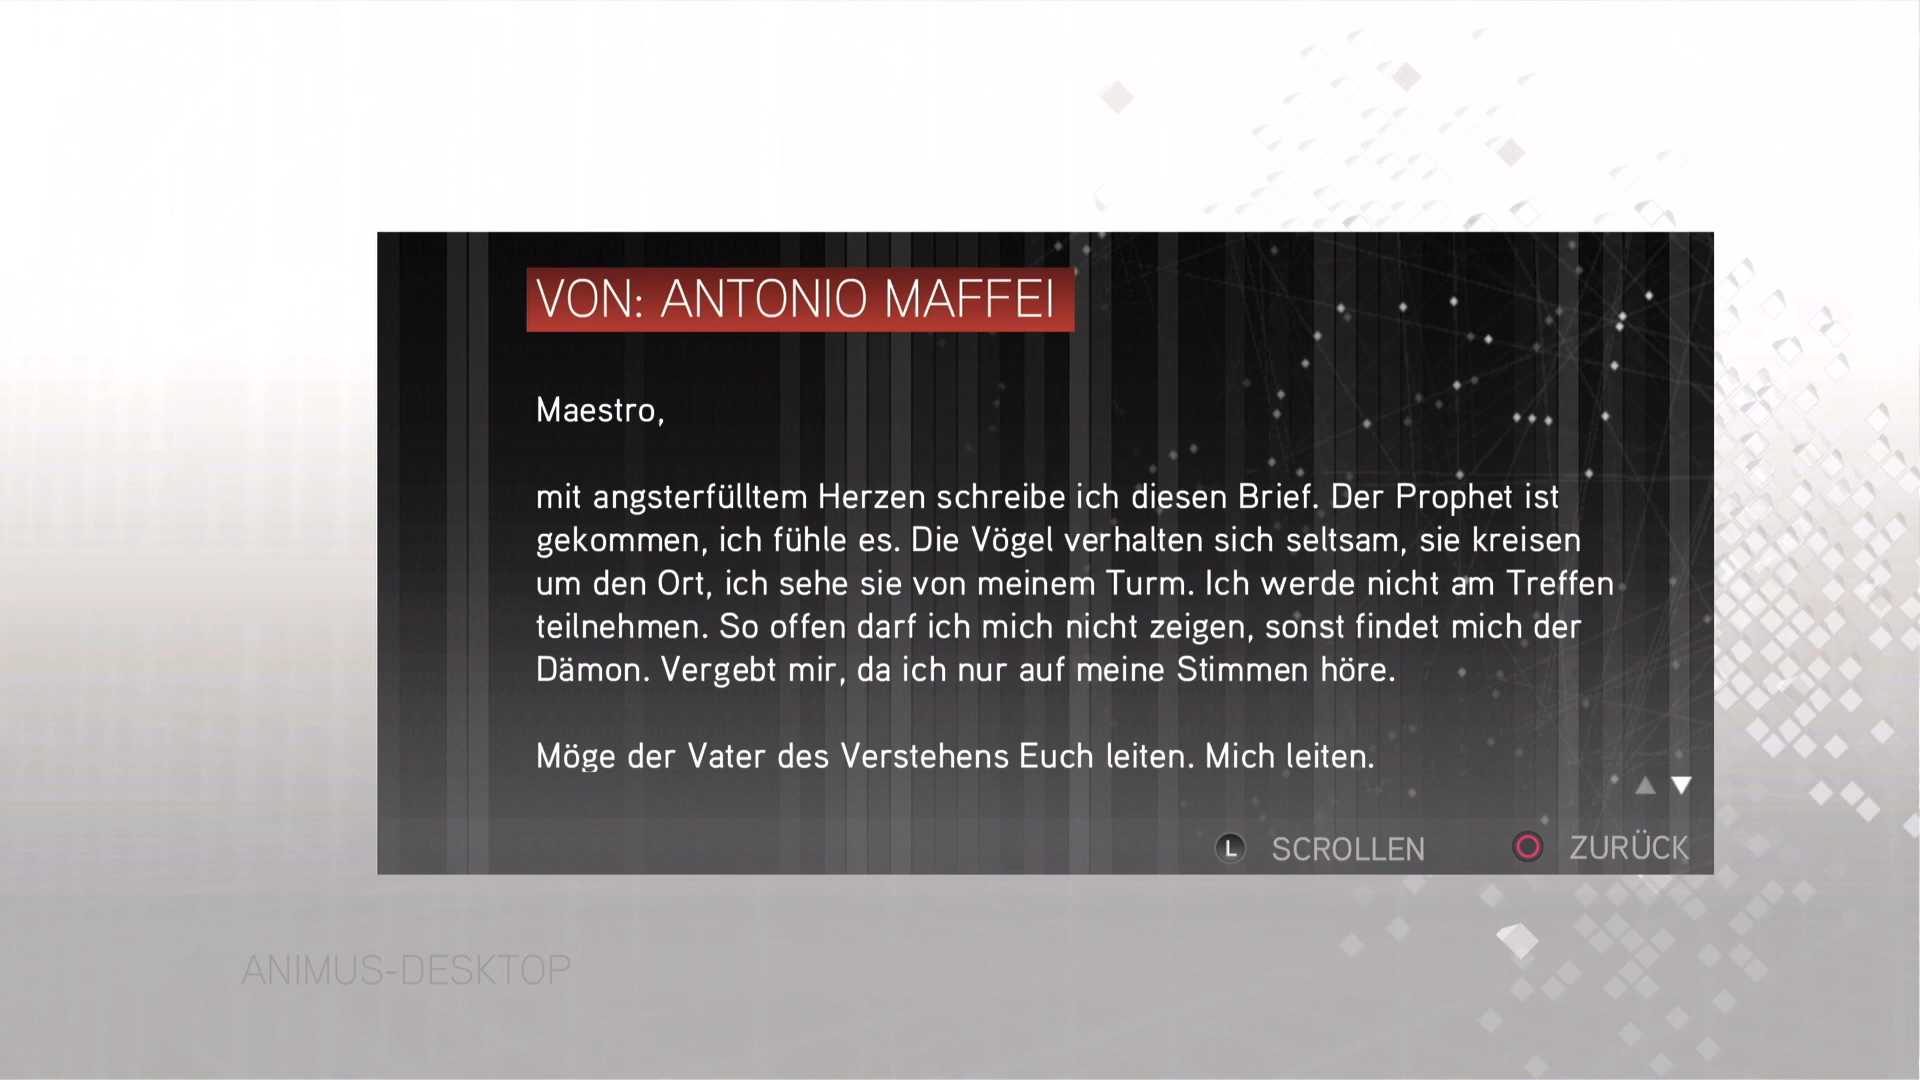 VON: ANTONIO MAFFEI
Maestro,
mit angsterfülltem Herzen schreibe ich diesen Brief. Der Prophet ist
gekommen, ich fühle es. Die Vögel verhalten sich seltsam, sie kreisen
um den Ort, ich sehe sie von meinem Turm. Ich werde nicht am Treffen
teilnehmen. So offen darf ich mich nicht zeigen, sonst findet mich der
Dämon. Vergebt mir, da ich nur auf meine Stimmen höre.
Möge der Vater des Verstehens Euch leiten. Mich leiten.
L SCROLLEN ZURÜCK
ANIMUS-DESKTOP